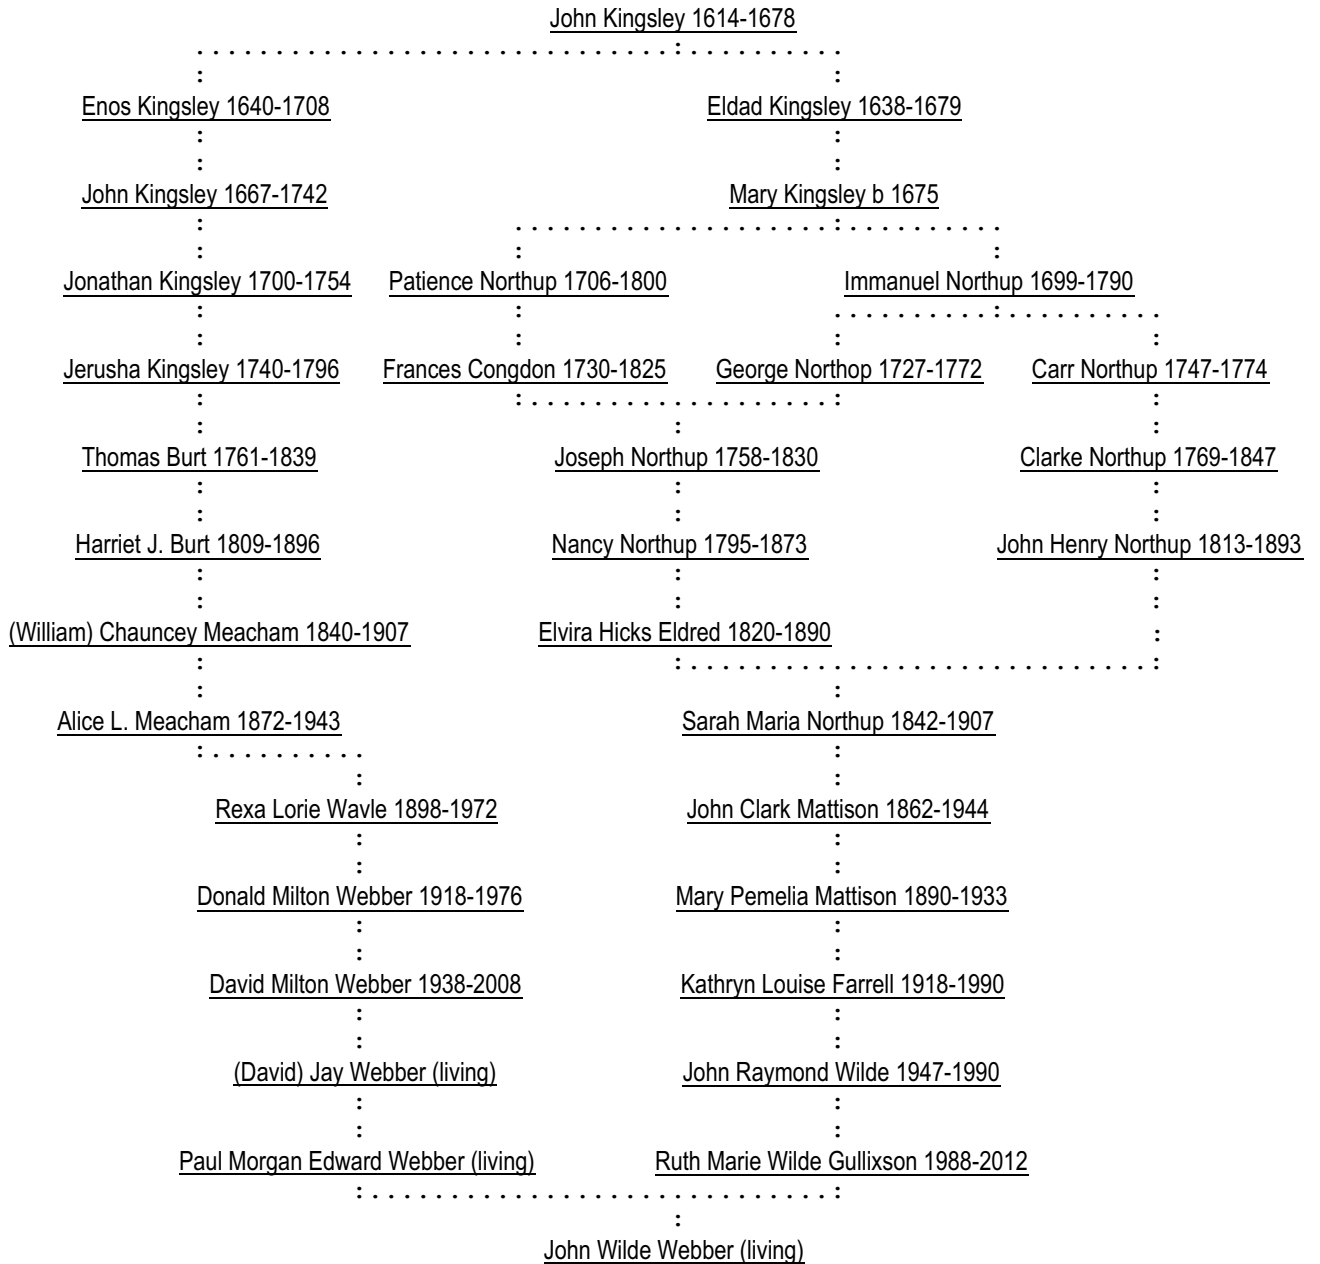 John Kingsley 1614-1678
Enos Kingsley 1640-1708 Eldad Kingsley 1638-1679
John Kingsley 1667-1742 Mary Kingsley b 1675
Jonathan Kingsley 1700-1754 Patience Northup 1706-1800 Immanuel Northup 1699-1790
Jerusha Kingsley 1740-1796 Frances Congdon 1730-1825 George Northop 1727-1772 Carr Northup 1747-1774
Thomas Burt 1761-1839 Joseph Northup 1758-1830 Clarke Northup 1769-1847
Harriet J. Burt 1809-1896 Nancy Northup 1795-1873 John Henry Northup 1813-1893
(William) Chauncey Meacham 1840-1907 Elvira Hicks Eldred 1820-1890
Alice L. Meacham 1872-1943 Sarah Maria Northup 1842-1907
Rexa Lorie Wavle 1898-1972 John Clark Mattison 1862-1944
Donald Milton Webber 1918-1976 Mary Pemelia Mattison 1890-1933
David Milton Webber 1938-2008 Kathryn Louise Farrell 1918-1990
(David) Jay Webber (living) John Raymond Wilde 1947-1990
Paul Morgan Edward Webber (living) Ruth Marie Wilde Gullixson 1988-2012
John Wilde Webber (living)